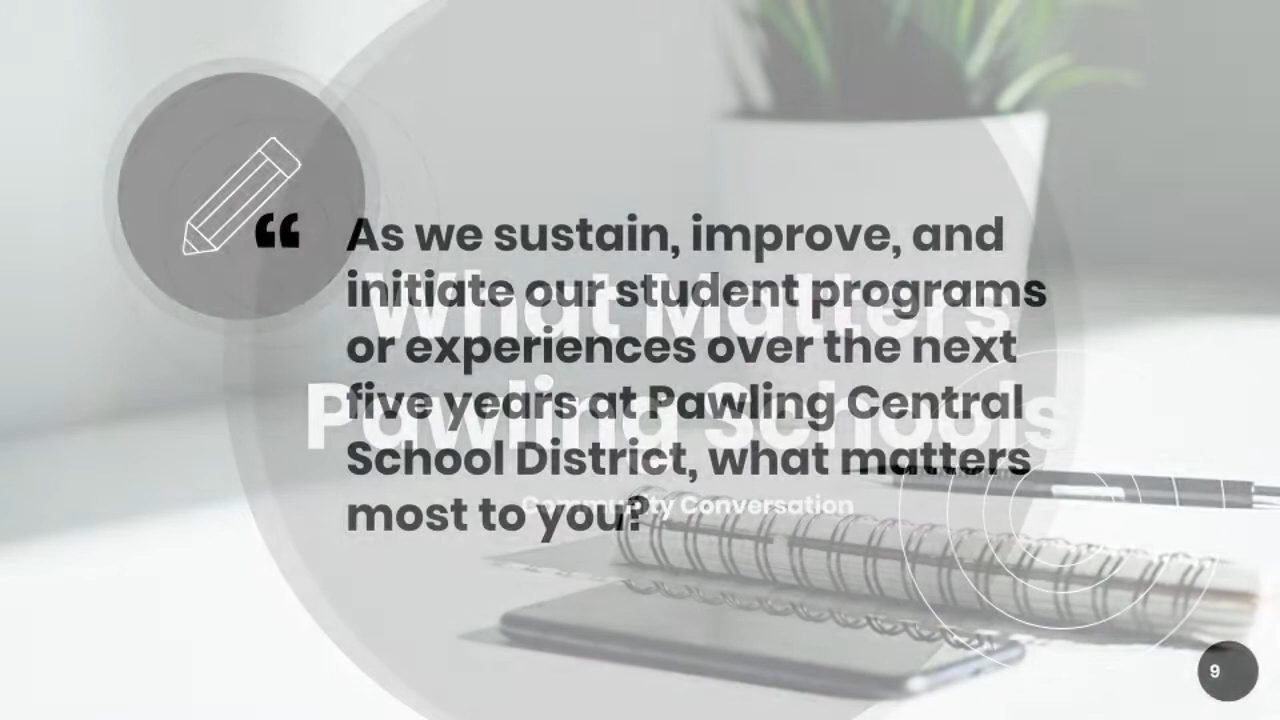 “ As we sustain, improve, and
initiate our student programs
or experiences over the next
five years at Pawling Central
School District, what matters
most to you?
What Matters
Pawling Schools
Community Conversation
9